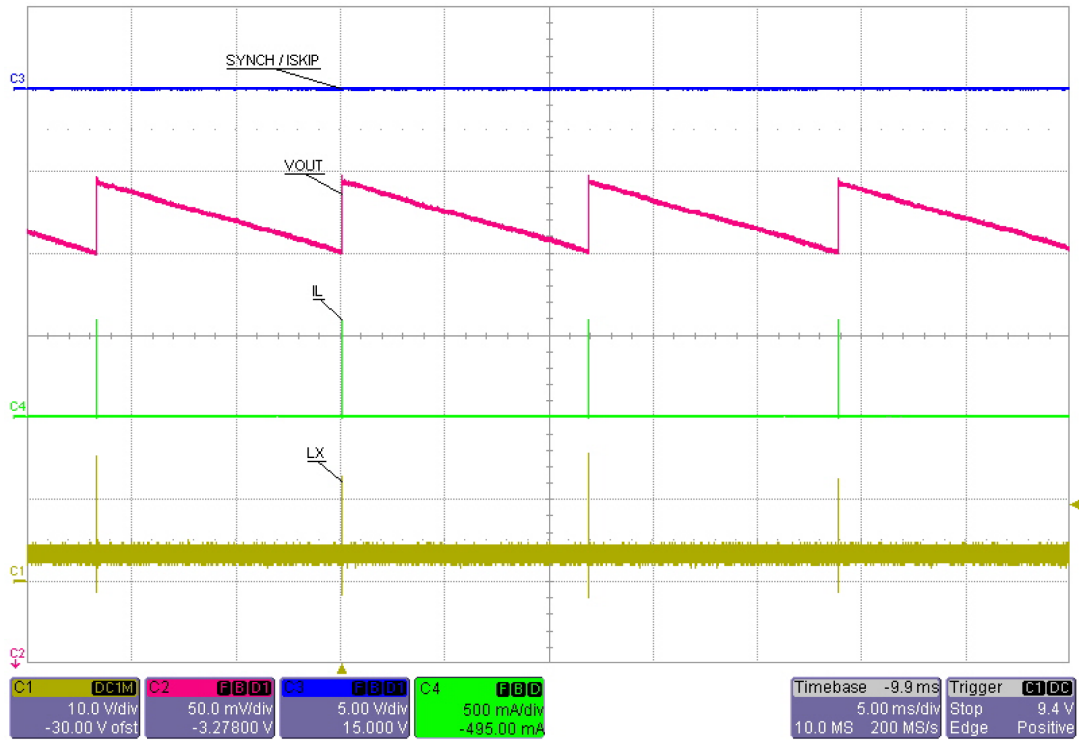 SYNCH / ISKIP
C3
VOUT
IL
C4
LX
C1
C2
C1 DC1M
10.0 V/div
-30.00 V ofst
C2 F B D1
50.0 mV/div
-3.27800 V
C3 F B D1
5.00 V/div
15.000 V
C4 F B D
500 mA/div
-495.00 mA
Timebase -9.9 ms
5.00 ms/div
10.0 MS 200 MS/s
Trigger C1 DC
Stop 9.4 V
Edge Positive